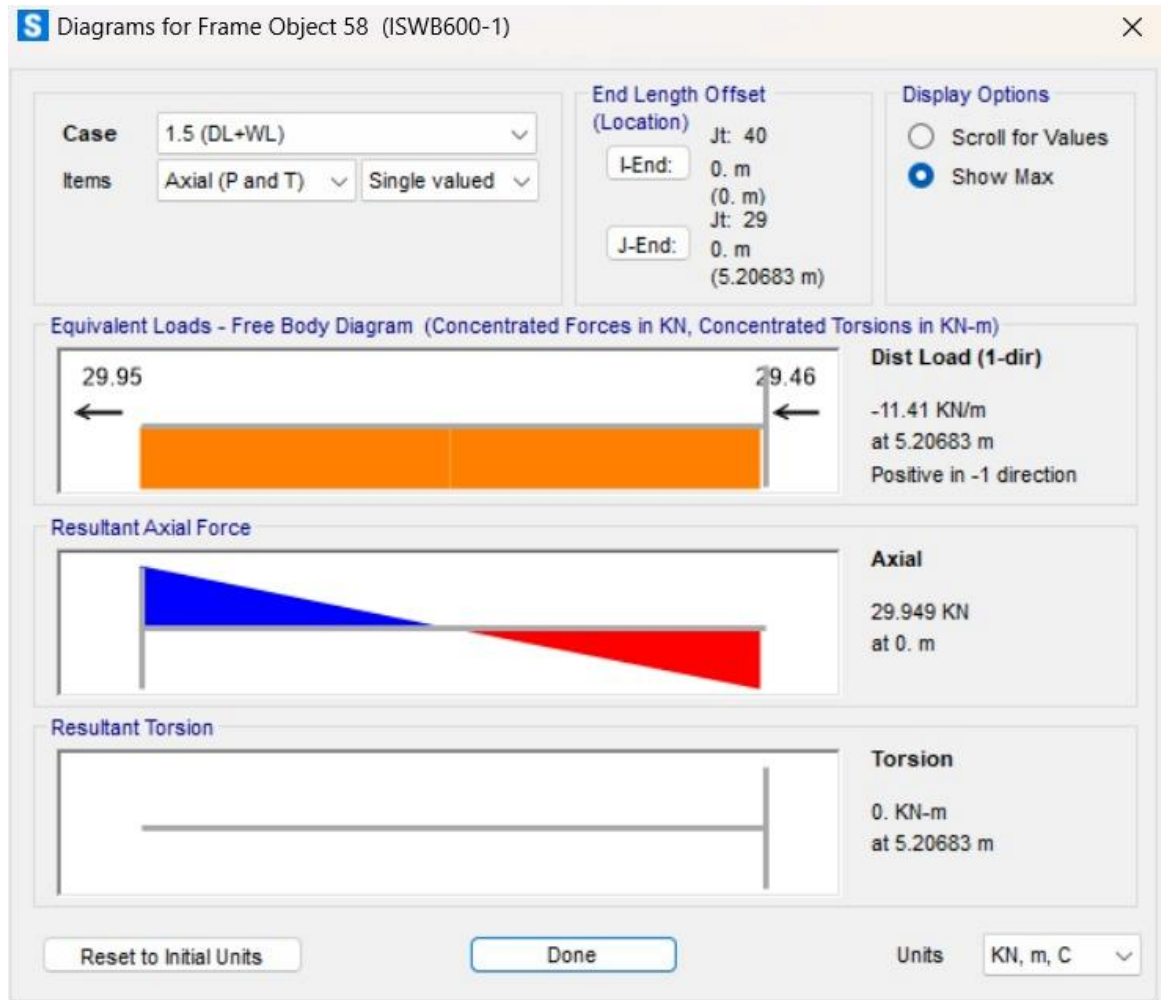 S Diagrams for Frame Object 58 (ISWB600-1)
Case 1.5 (DL+WL)
Items Axial (P and T) Single valued
End Length Offset
(Location)
Jt: 40
I-End: 0. m
(0. m)
Jt: 29
J-End: 0. m
(5.20683 m)
Display Options
Scroll for Values
Show Max
Equivalent Loads - Free Body Diagram (Concentrated Forces in KN, Concentrated Torsions in KN-m)
29.95 29.46
Dist Load (1-dir)
-11.41 KN/m
at 5.20683 m
Positive in -1 direction
Resultant Axial Force
Axial
29.949 KN
at 0. m
Resultant Torsion
Torsion
0. KN-m
at 5.20683 m
Reset to Initial Units Done Units KN, m, C